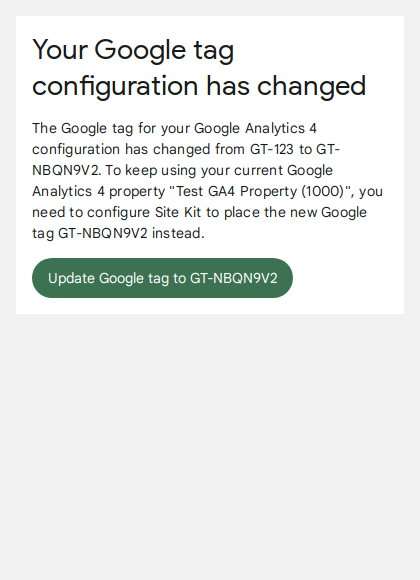 Your Google tag
configuration has changed
The Google tag for your Google Analytics 4
configuration has changed from GT-123 to GT-
NBQN9V2. To keep using your current Google
Analytics 4 property "Test GA4 Property (1000)", you
need to configure Site Kit to place the new Google
tag GT-NBQN9V2 instead.
Update Google tag to GT-NBQN9V2